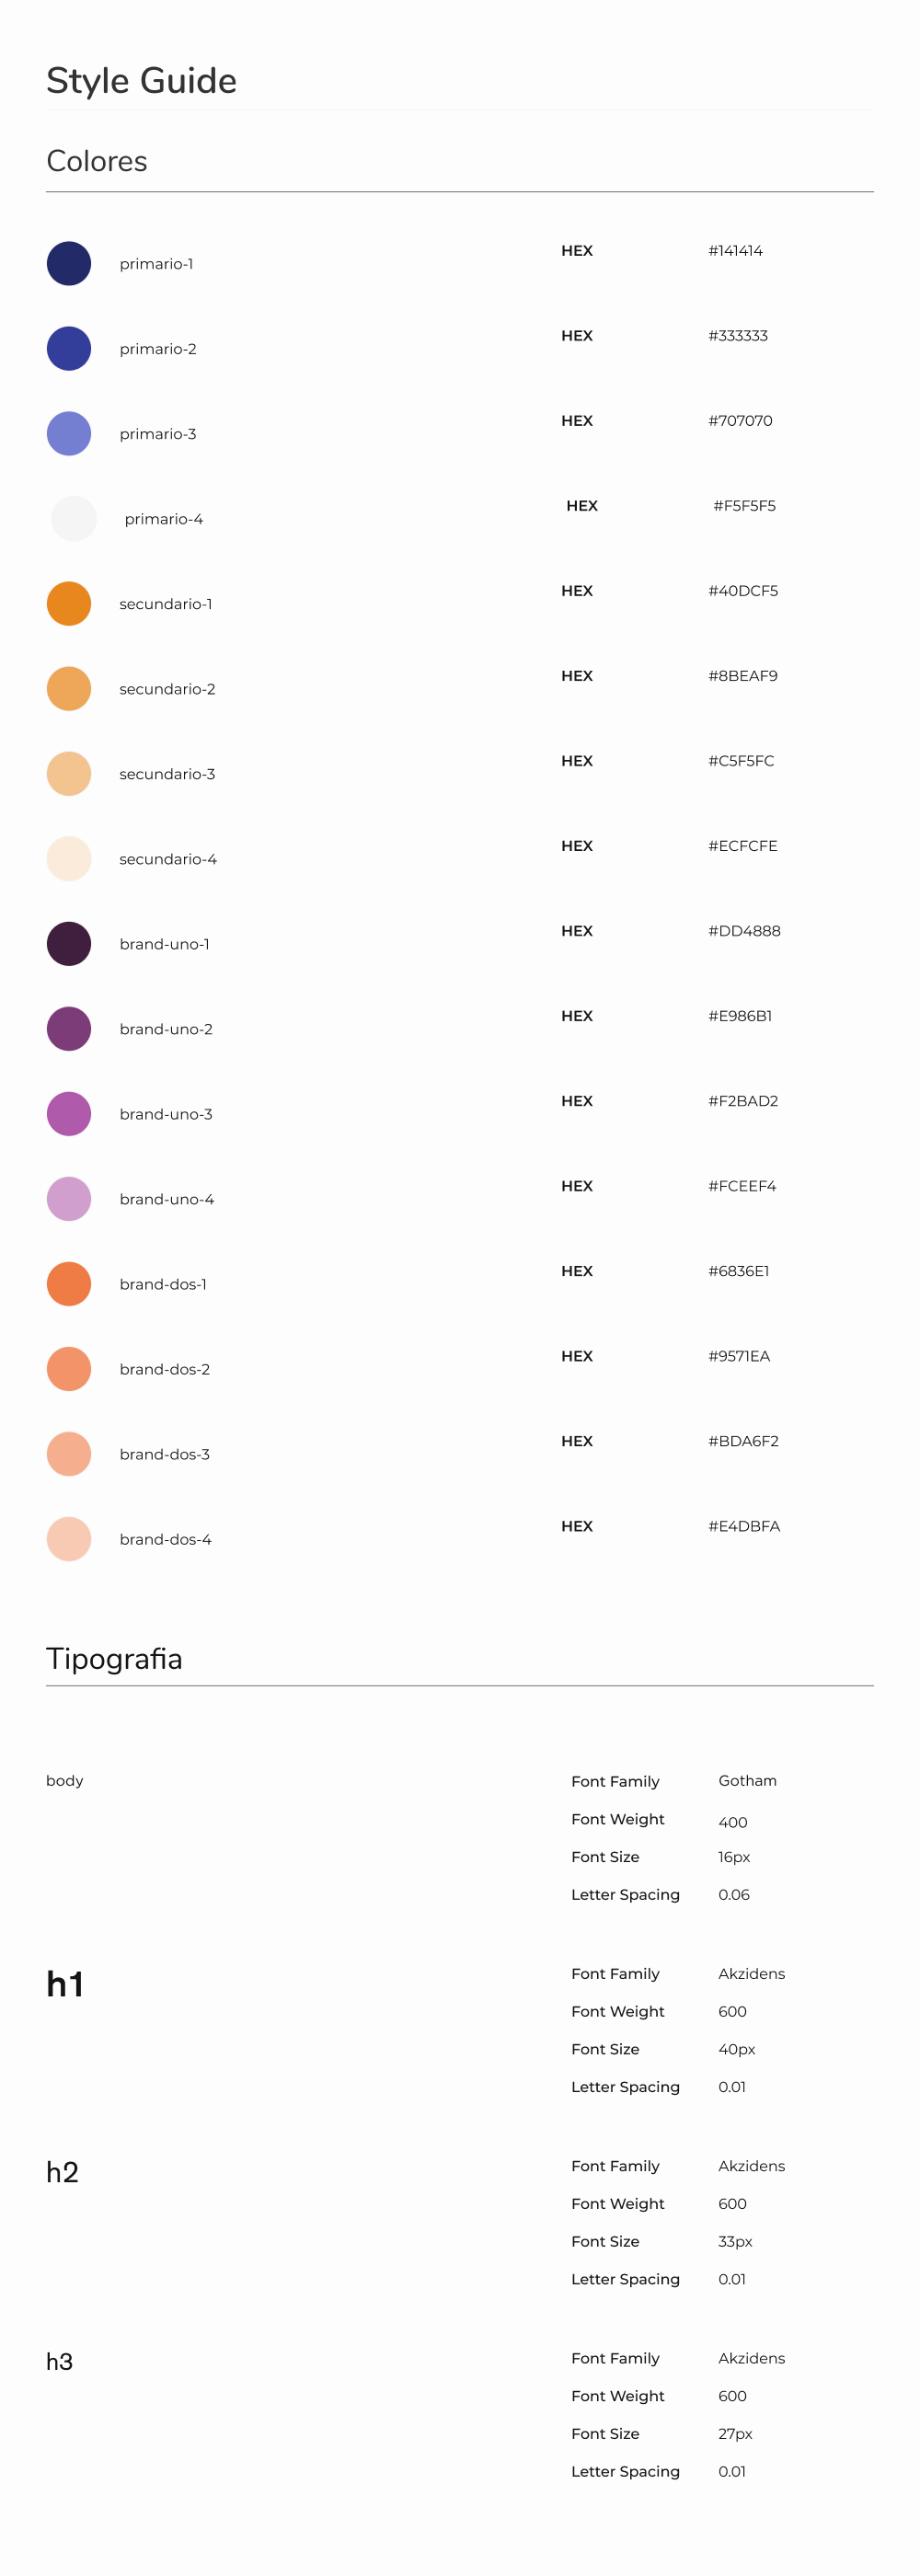 Style Guide
Colores
primario-1 HEX #141414
primario-2 HEX #333333
primario-3 HEX #707070
primario-4 HEX #F5F5F5
secundario-1 HEX #40DCF5
secundario-2 HEX #8BEAF9
secundario-3 HEX #C5F5FC
secundario-4 HEX #ECFCFE
brand-uno-1 HEX #DD4888
brand-uno-2 HEX #E986B1
brand-uno-3 HEX #F2BAD2
brand-uno-4 HEX #FCEEF4
brand-dos-1 HEX #6836E1
brand-dos-2 HEX #9571EA
brand-dos-3 HEX #BDA6F2
brand-dos-4 HEX #E4DBFA
Tipografia
body Font Family Gotham
Font Weight 400
Font Size 16px
Letter Spacing 0.06
h1 Font Family Akzidens
Font Weight 600
Font Size 40px
Letter Spacing 0.01
h2 Font Family Akzidens
Font Weight 600
Font Size 33px
Letter Spacing 0.01
h3 Font Family Akzidens
Font Weight 600
Font Size 27px
Letter Spacing 0.01